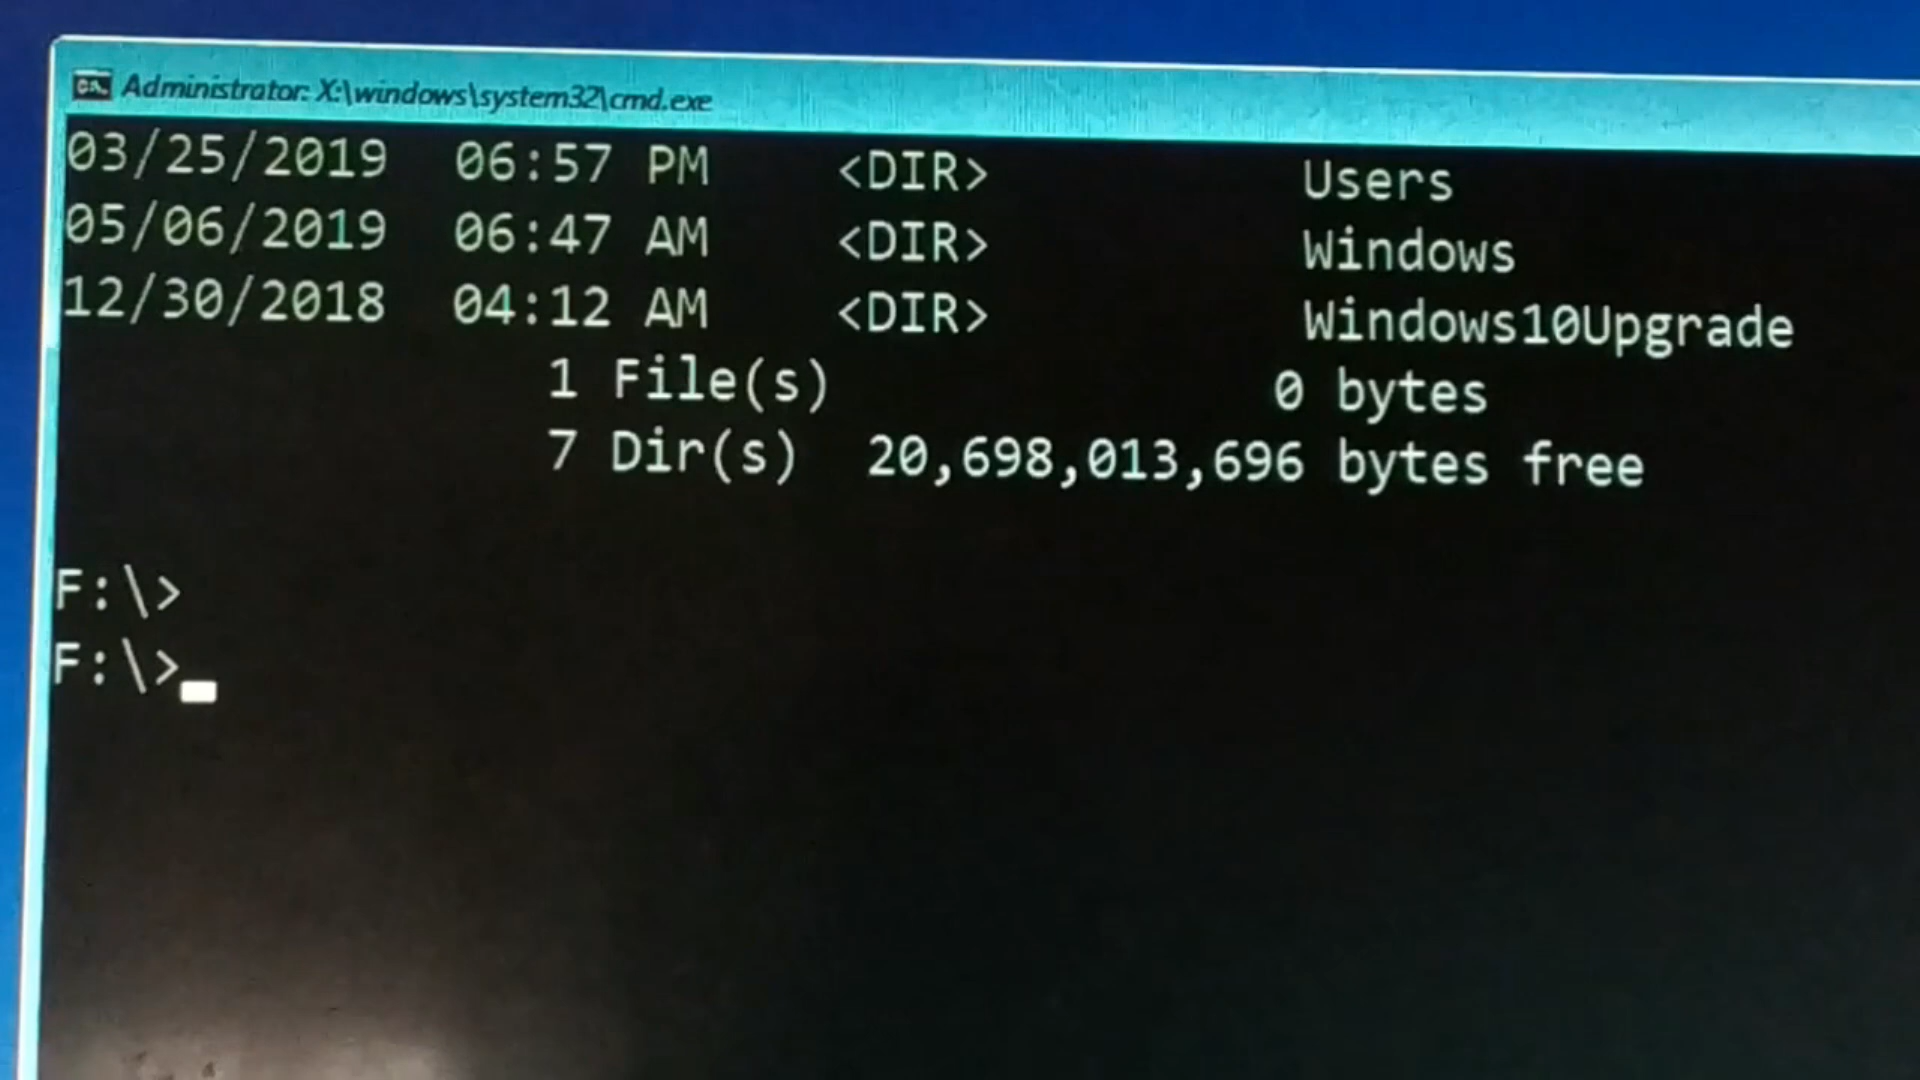 Administrator: X:\windows\system32\cmd.exe
03/25/2019 06:57 PM <DIR> Users
05/06/2019 06:47 AM <DIR> Windows
12/30/2018 04:12 AM <DIR> Windows10Upgrade
1 File(s) 0 bytes
7 Dir(s) 20,698,013,696 bytes free
F:\>
F:\>